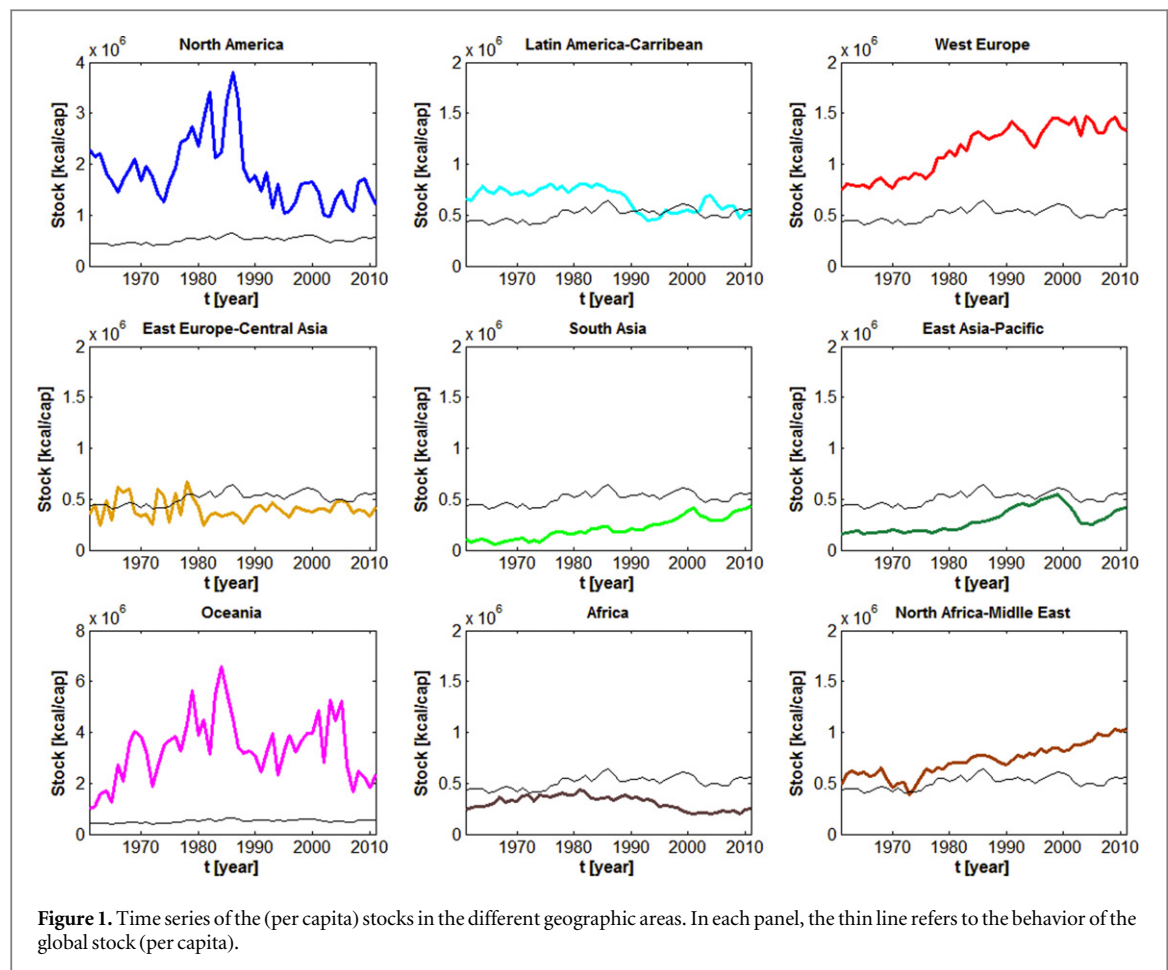 North America
x 10^6
4
3
2
1
0
Stock [kcal/cap]
1970 1980 1990 2000 2010
t [year]
Latin America-Carribean
x 10^6
2
1.5
1
0.5
0
Stock [kcal/cap]
1970 1980 1990 2000 2010
t [year]
West Europe
x 10^6
2
1.5
1
0.5
0
Stock [kcal/cap]
1970 1980 1990 2000 2010
t [year]
East Europe-Central Asia
x 10^6
2
1.5
1
0.5
0
Stock [kcal/cap]
1970 1980 1990 2000 2010
t [year]
South Asia
x 10^6
2
1.5
1
0.5
0
Stock [kcal/cap]
1970 1980 1990 2000 2010
t [year]
East Asia-Pacific
x 10^6
2
1.5
1
0.5
0
Stock [kcal/cap]
1970 1980 1990 2000 2010
t [year]
Oceania
x 10^6
8
6
4
2
0
Stock [kcal/cap]
1970 1980 1990 2000 2010
t [year]
Africa
x 10^6
2
1.5
1
0.5
0
Stock [kcal/cap]
1970 1980 1990 2000 2010
t [year]
North Africa-Midlle East
x 10^6
2
1.5
1
0.5
0
Stock [kcal/cap]
1970 1980 1990 2000 2010
t [year]
Figure 1. Time series of the (per capita) stocks in the different geographic areas. In each panel, the thin line refers to the behavior of the
global stock (per capita).